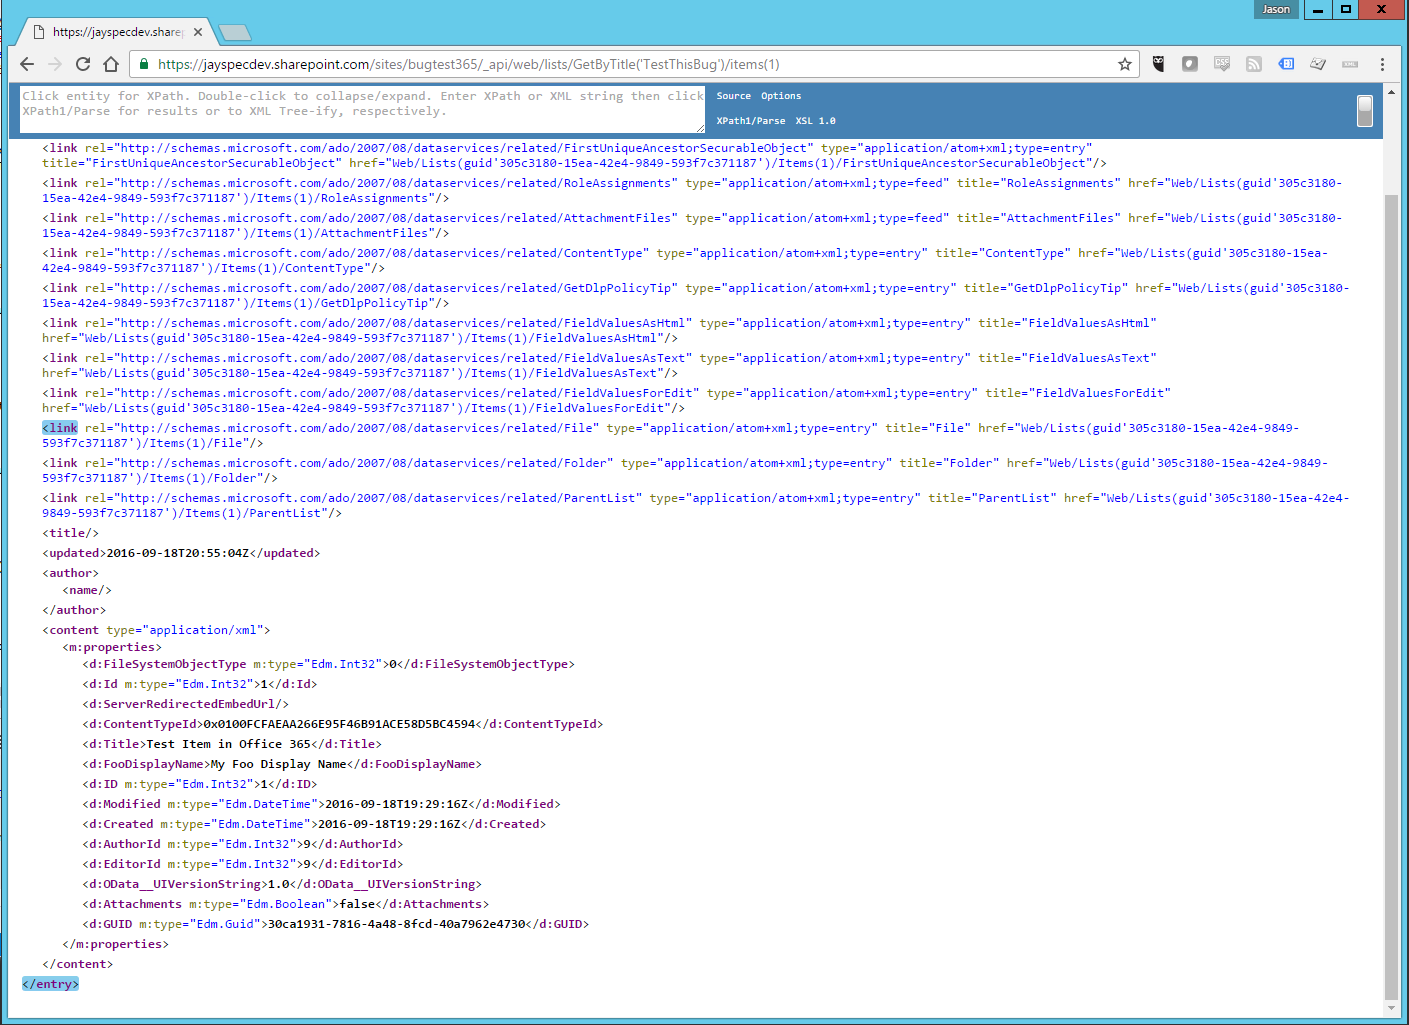 Jason
https://jayspecdev.share
https://jayspecdev.sharepoint.com/sites/bugtest365/_api/web/lists/GetByTitle('TestThisBug')/items(1)
Click entity for XPath. Double-click to collapse/expand. Enter XPath or XML string then click
XPath1/Parse for results or to XML Tree-ify, respectively.
Source Options
XPath1/Parse XSL 1.0
<link rel="http://schemas.microsoft.com/ado/2007/08/dataservices/related/FirstUniqueAncestorSecurableObject" type="application/atom+xml;type=entry"
title="FirstUniqueAncestorSecurableObject" href="Web/Lists(guid'305c3180-15ea-42e4-9849-593f7c371187')/Items(1)/FirstUniqueAncestorSecurableObject"/>
<link rel="http://schemas.microsoft.com/ado/2007/08/dataservices/related/RoleAssignments" type="application/atom+xml;type=feed" title="RoleAssignments" href="Web/Lists(guid'305c3180-
15ea-42e4-9849-593f7c371187')/Items(1)/RoleAssignments"/>
<link rel="http://schemas.microsoft.com/ado/2007/08/dataservices/related/AttachmentFiles" type="application/atom+xml;type=feed" title="AttachmentFiles" href="Web/Lists(guid'305c3180-
15ea-42e4-9849-593f7c371187')/Items(1)/AttachmentFiles"/>
<link rel="http://schemas.microsoft.com/ado/2007/08/dataservices/related/ContentType" type="application/atom+xml;type=entry" title="ContentType" href="Web/Lists(guid'305c3180-15ea-
42e4-9849-593f7c371187')/Items(1)/ContentType"/>
<link rel="http://schemas.microsoft.com/ado/2007/08/dataservices/related/GetDlpPolicyTip" type="application/atom+xml;type=entry" title="GetDlpPolicyTip" href="Web/Lists(guid'305c3180-
15ea-42e4-9849-593f7c371187')/Items(1)/GetDlpPolicyTip"/>
<link rel="http://schemas.microsoft.com/ado/2007/08/dataservices/related/FieldValuesAsHtml" type="application/atom+xml;type=entry" title="FieldValuesAsHtml"
href="Web/Lists(guid'305c3180-15ea-42e4-9849-593f7c371187')/Items(1)/FieldValuesAsHtml"/>
<link rel="http://schemas.microsoft.com/ado/2007/08/dataservices/related/FieldValuesAsText" type="application/atom+xml;type=entry" title="FieldValuesAsText"
href="Web/Lists(guid'305c3180-15ea-42e4-9849-593f7c371187')/Items(1)/FieldValuesAsText"/>
<link rel="http://schemas.microsoft.com/ado/2007/08/dataservices/related/FieldValuesForEdit" type="application/atom+xml;type=entry" title="FieldValuesForEdit"
href="Web/Lists(guid'305c3180-15ea-42e4-9849-593f7c371187')/Items(1)/FieldValuesForEdit"/>
<link rel="http://schemas.microsoft.com/ado/2007/08/dataservices/related/File" type="application/atom+xml;type=entry" title="File" href="Web/Lists(guid'305c3180-15ea-42e4-9849-
593f7c371187')/Items(1)/File"/>
<link rel="http://schemas.microsoft.com/ado/2007/08/dataservices/related/Folder" type="application/atom+xml;type=entry" title="Folder" href="Web/Lists(guid'305c3180-15ea-42e4-9849-
593f7c371187')/Items(1)/Folder"/>
<link rel="http://schemas.microsoft.com/ado/2007/08/dataservices/related/ParentList" type="application/atom+xml;type=entry" title="ParentList" href="Web/Lists(guid'305c3180-15ea-42e4-
9849-593f7c371187')/Items(1)/ParentList"/>
<title/>
<updated>2016-09-18T20:55:04Z</updated>
<author>
<name/>
</author>
<content type="application/xml">
<m:properties>
<d:FileSystemObjectType m:type="Edm.Int32">0</d:FileSystemObjectType>
<d:Id m:type="Edm.Int32">1</d:Id>
<d:ServerRedirectedEmbedUrl/>
<d:ContentTypeId>0x0100FCFAEAA266E95F46B91ACE58D5BC4594</d:ContentTypeId>
<d:Title>Test Item in Office 365</d:Title>
<d:FooDisplayName>My Foo Display Name</d:FooDisplayName>
<d:ID m:type="Edm.Int32">1</d:ID>
<d:Modified m:type="Edm.DateTime">2016-09-18T19:29:16Z</d:Modified>
<d:Created m:type="Edm.DateTime">2016-09-18T19:29:16Z</d:Created>
<d:AuthorId m:type="Edm.Int32">9</d:AuthorId>
<d:EditorId m:type="Edm.Int32">9</d:EditorId>
<d:OData__UIVersionString>1.0</d:OData__UIVersionString>
<d:Attachments m:type="Edm.Boolean">false</d:Attachments>
<d:GUID m:type="Edm.Guid">30ca1931-7816-4a48-8fcd-40a7962e4730</d:GUID>
</m:properties>
</content>
</entry>